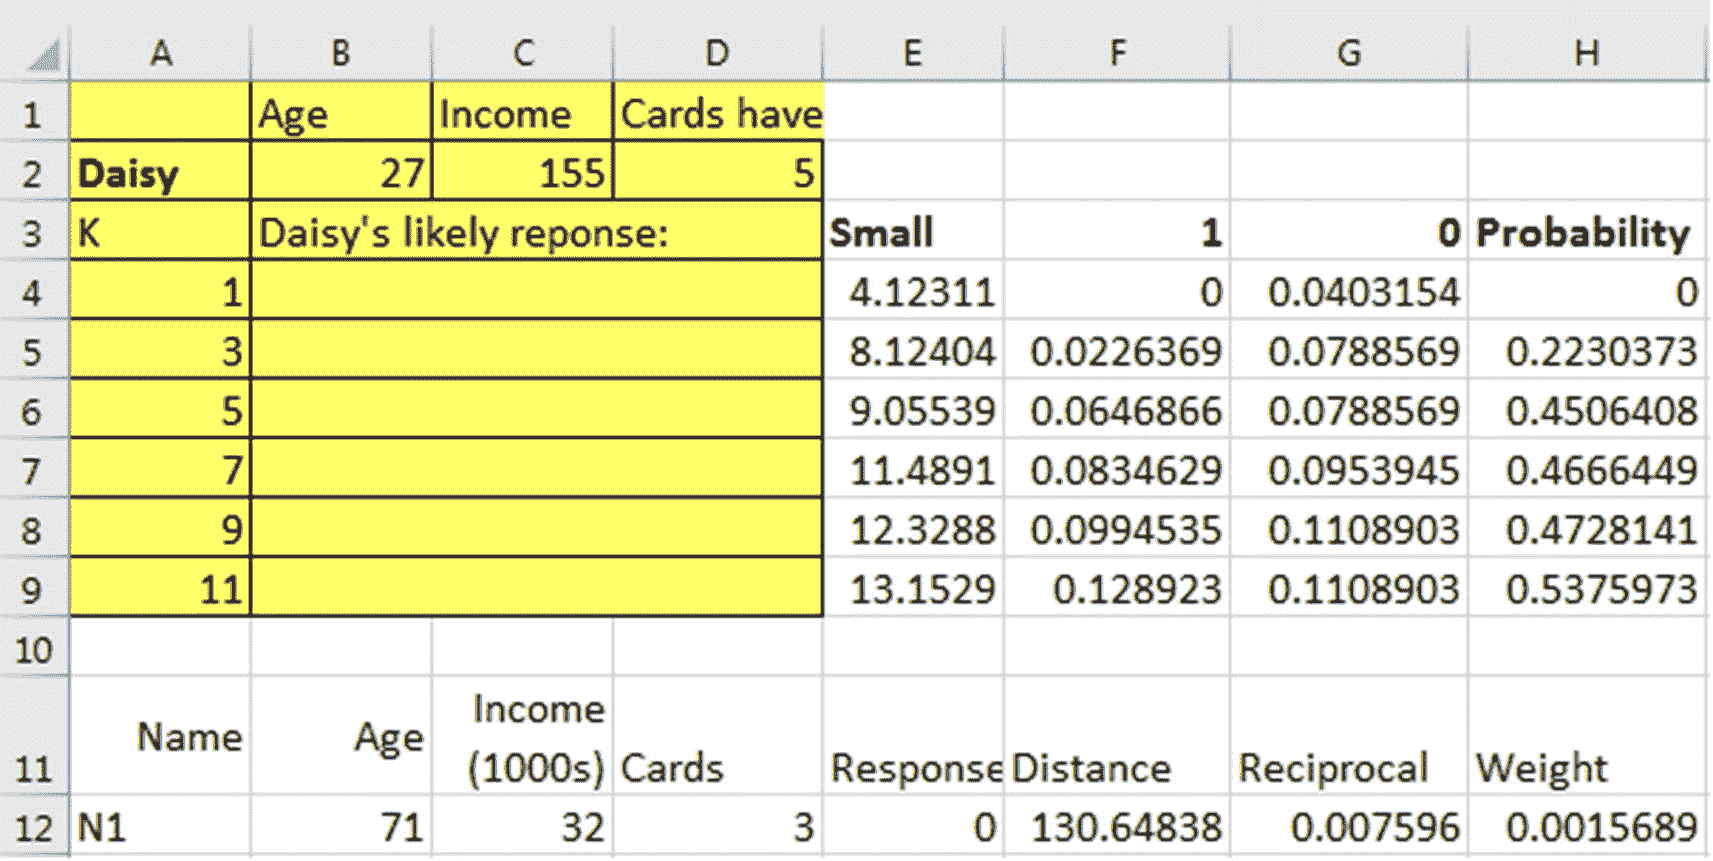 A B C D E F G H
1 Age Income Cards have
2 Daisy 27 155 5
3 K Daisy's likely reponse: Small 1 0 Probability
4 1 4.12311 0 0.0403154 0
5 3 8.12404 0.0226369 0.0788569 0.2230373
6 5 9.05539 0.0646866 0.0788569 0.4506408
7 7 11.4891 0.0834629 0.0953945 0.4666449
8 9 12.3288 0.0994535 0.1108903 0.4728141
9 11 13.1529 0.128923 0.1108903 0.5375973
10
Income
Name Age
11 (1000s) Cards Response Distance Reciprocal Weight
12 N1 71 32 3 0 130.64838 0.007596 0.0015689